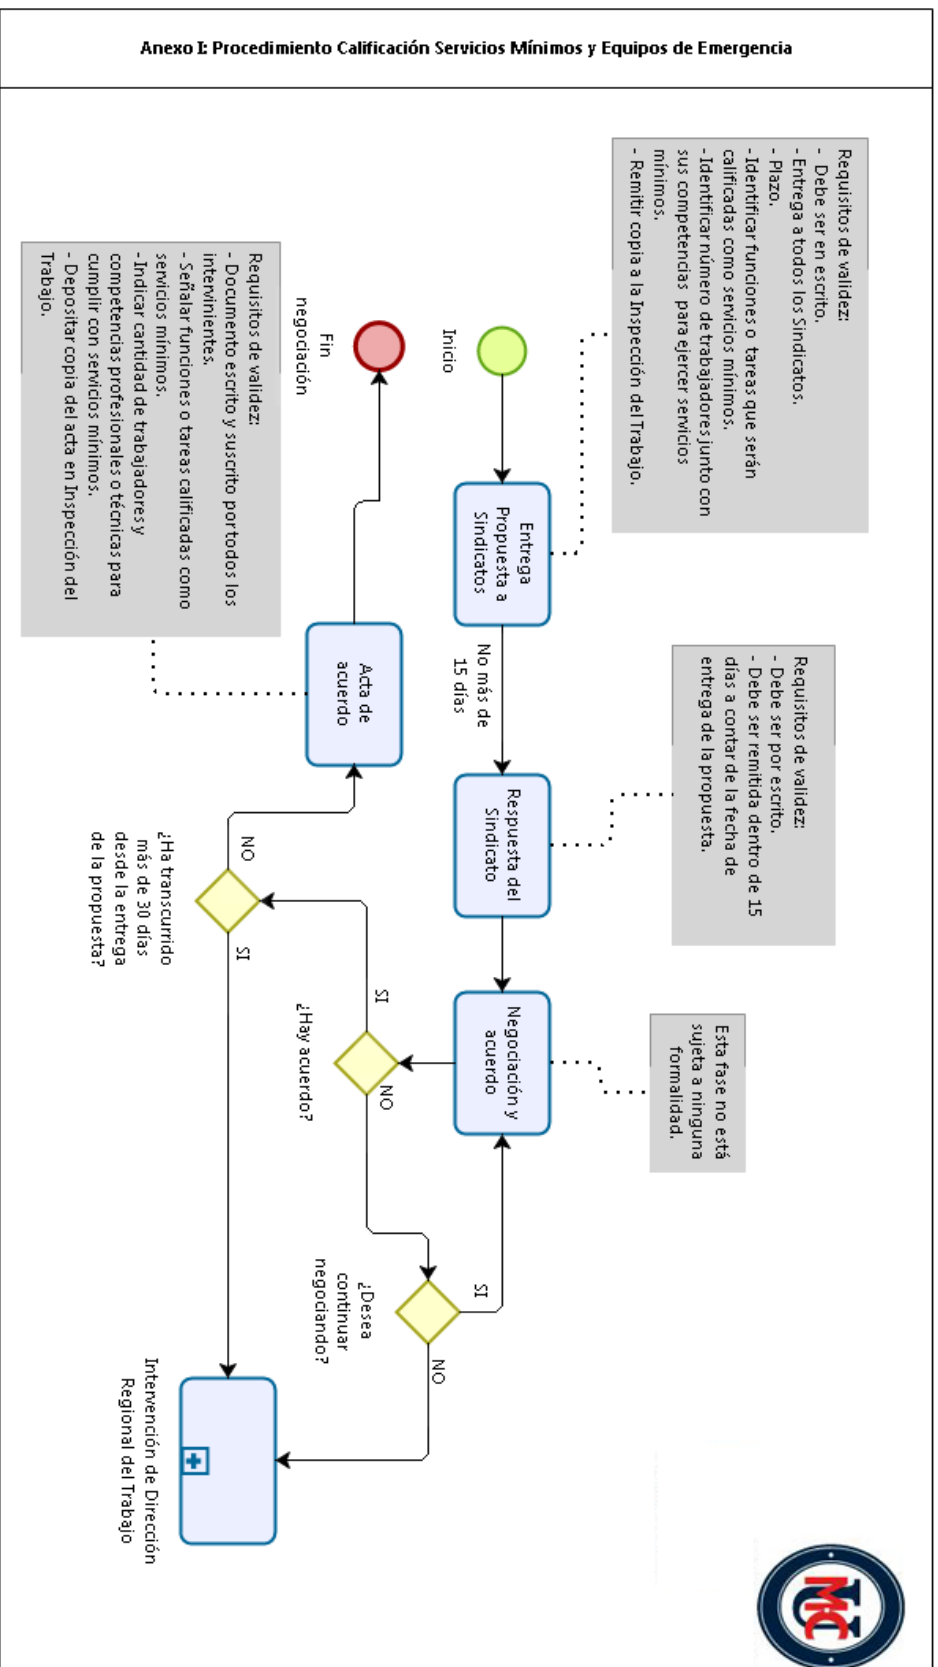 Anexo I: Procedimiento Calificación Servicios Mínimos y Equipos de Emergencia
Requisitos de validez:
- Debe ser en escrito.
- Entrega a todos los Sindicatos.
- Plazo.
- Identificar funciones o tareas que serán
calificadas como servicios mínimos.
- Identificar número de trabajadores junto con
sus competencias para ejercer servicios
mínimos.
- Remitir copia a la Inspección del Trabajo.
Requisitos de validez:
- Debe ser por escrito.
- Debe ser remitida dentro de 15
días a contar de la fecha de
entrega de la propuesta.
Esta fase no está
sujeta a ninguna
formalidad.
Inicio
Entrega
Propuesta a
Sindicatos
No más de
15 días
Respuesta del
Sindicato
Negociación y
acuerdo
SI
¿Desea
continuar
negociando?
NO
NO
¿Hay acuerdo?
SI
Fin
negociación
Acta de
acuerdo
NO
SI
¿Ha transcurrido
más de 30 días
desde la entrega
de la propuesta?
Intervención de Dirección
Regional del Trabajo
Requisitos de validez:
- Documento escrito y suscrito por todos los
intervinientes.
- Señalar funciones o tareas calificadas como
servicios mínimos.
- Indicar cantidad de trabajadores y
competencias profesionales o técnicas para
cumplir con servicios mínimos.
- Depositar copia del acta en Inspección del
Trabajo.
MC